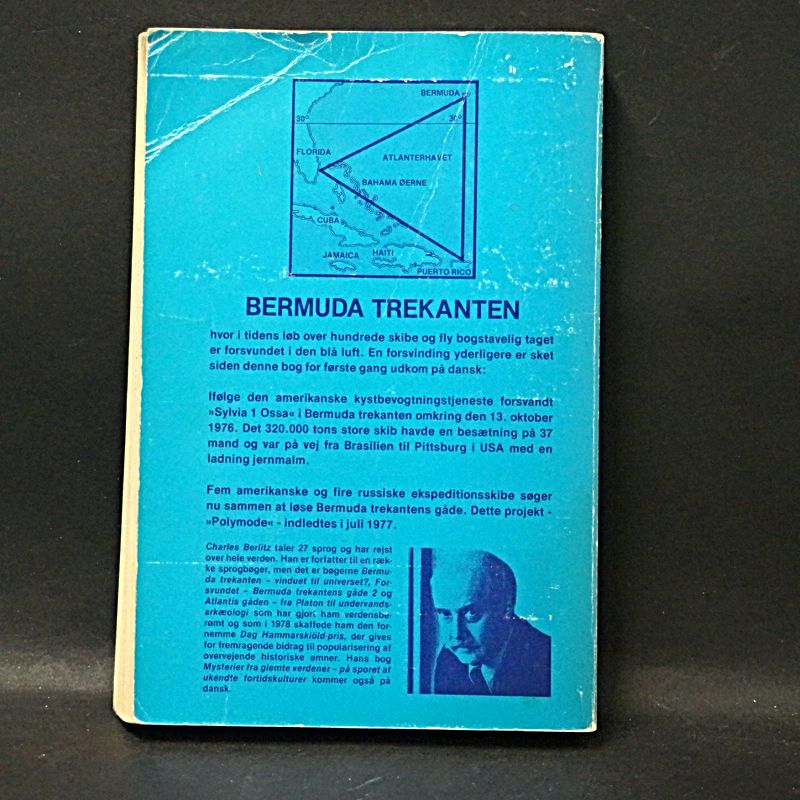 BERMUDA
30° 30°
FLORIDA
ATLANTERHAVET
BAHAMA ØERNE
CUBA
JAMAICA HAITI
PUERTO RICO
BERMUDA TREKANTEN
hvor i tidens løb over hundrede skibe og fly bogstavelig taget
er forsvundet i den blå luft. En forsvinding yderligere er sket
siden denne bog for første gang udkom på dansk:
Ifølge den amerikanske kystbevogtningstjeneste forsvandt
»Sylvia 1 Ossa« i Bermuda trekanten omkring den 13. oktober
1976. Det 320.000 tons store skib havde en besætning på 37
mand og var på vej fra Brasilien til Pittsburg i USA med en
ladning jernmalm.
Fem amerikanske og fire russiske ekspeditionsskibe søger
nu sammen at løse Bermuda trekantens gåde. Dette projekt -
»Polymode« - indledtes i juli 1977.
Charles Berlitz taler 27 sprog og har rejst
over hele verden. Han er forfatter til en ræk-
ke sprogbøger, men det er bøgerne Bermu-
da trekanten - vinduet til universet?, For-
svundet - Bermuda trekantens gåde 2 og
Atlantis gåden - fra Platon til undervands-
arkæologi som har gjort ham verdensbe-
rømt og som i 1978 skaffede ham den for-
nemme Dag Hammarskiöld-pris, der gives
for fremragende bidrag til popularisering af
overvejende historiske emner. Hans bog
Mysterier fra glemte verdener - på sporet af
ukendte fortidskulturer kommer også på
dansk.